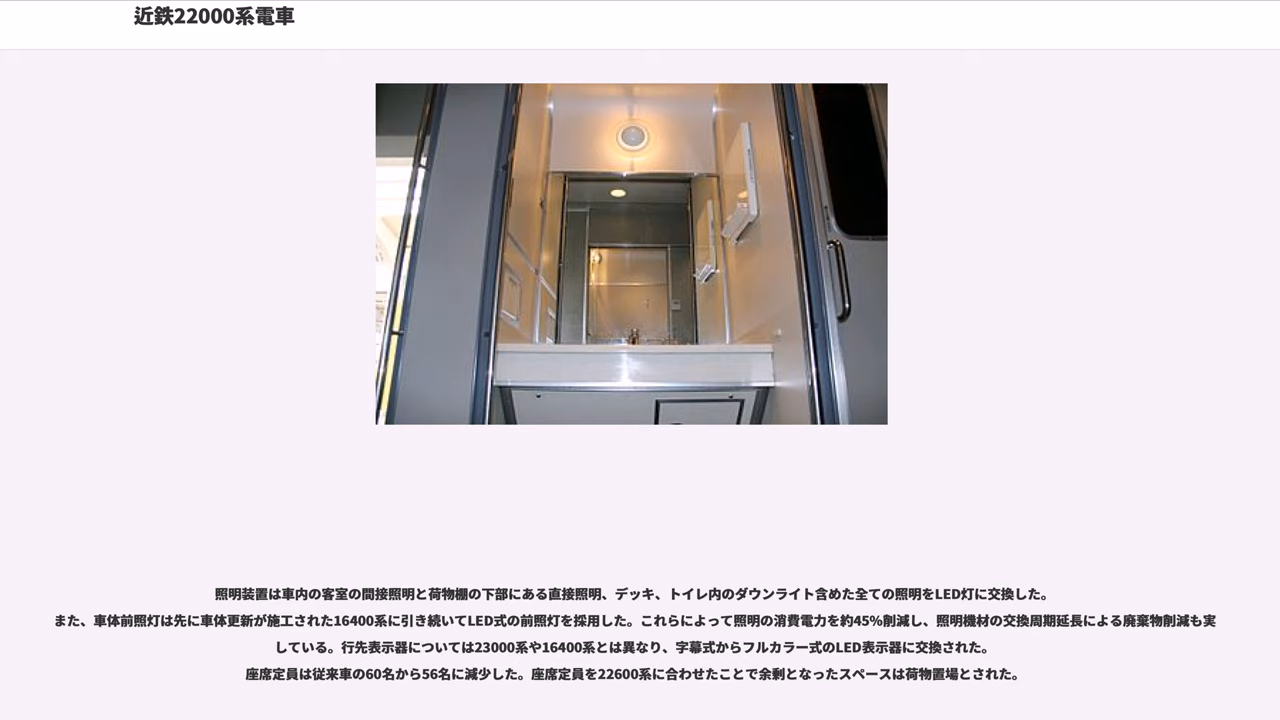 近鉄22000系電車
照明装置は車内の客室の間接照明と荷物棚の下部にある直接照明、デッキ、トイレ内のダウンライト含めた全ての照明をLED灯に交換した。
また、車体前照灯は先に車体更新が施工された16400系に引き続いてLED式の前照灯を採用した。これらによって照明の消費電力を約45%削減し、照明機材の交換周期延長による廃棄物削減も実
している。行先表示器については23000系や16400系とは異なり、字幕式からフルカラー式のLED表示器に交換された。
座席定員は従来車の60名から56名に減少した。座席定員を22600系に合わせたことで余剰となったスペースは荷物置場とされた。